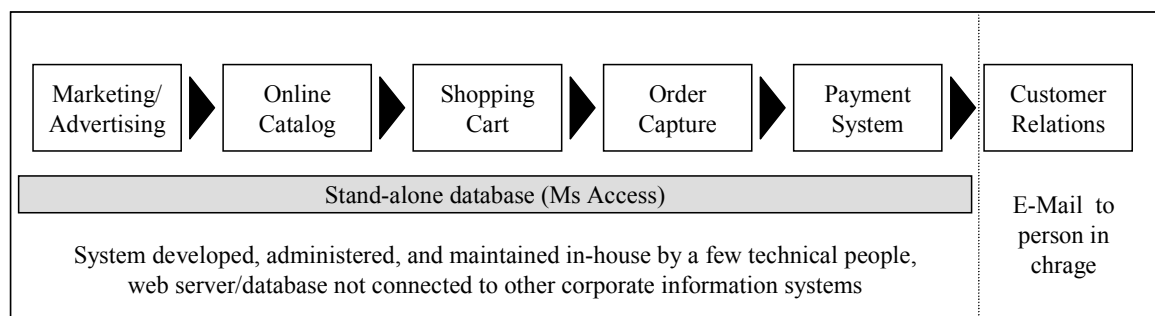 Marketing/
Advertising
Online
Catalog
Shopping
Cart
Order
Capture
Payment
System
Customer
Relations
Stand-alone database (Ms Access)
System developed, administered, and maintained in-house by a few technical people,
web server/database not connected to other corporate information systems
E-Mail to
person in
chrage